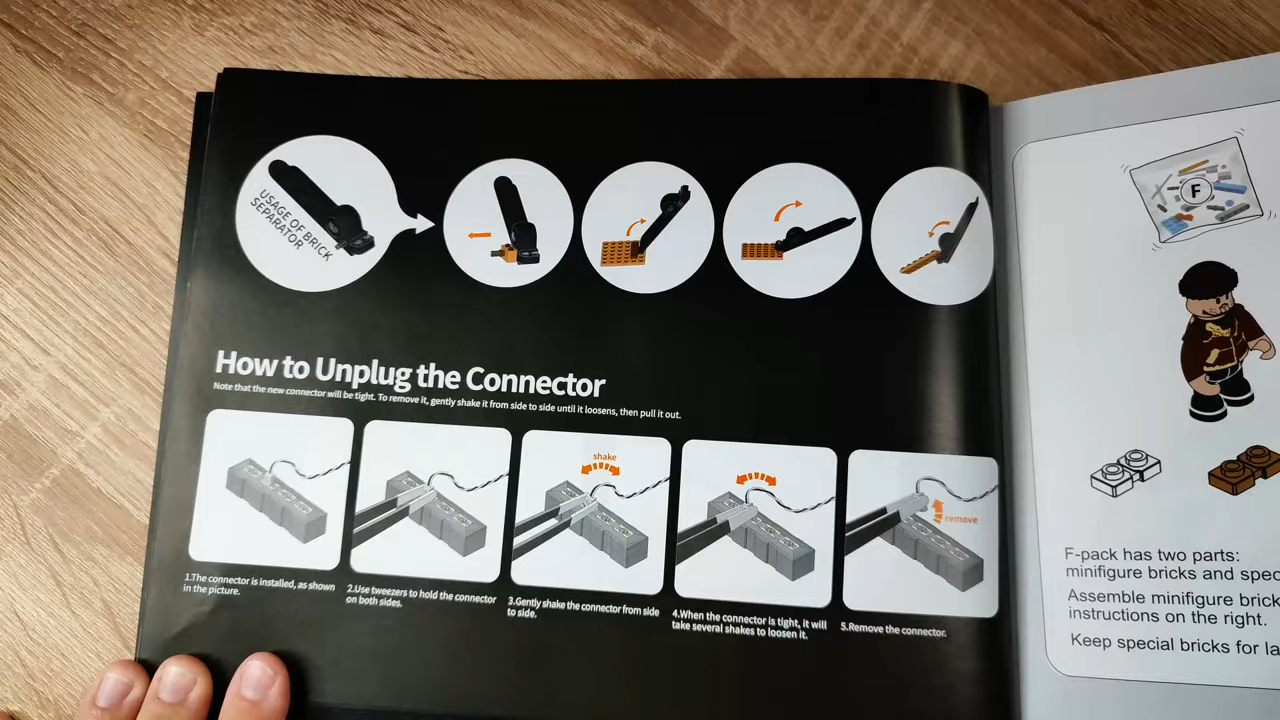 USAGE OF BRICK
SEPARATOR
How to Unplug the Connector
Note that the new connector will be tight. To remove it, gently shake it from side to side until it loosens, then pull it out.
shake
remove
1.The connector is installed, as shown
in the picture.
2.Use tweezers to hold the connector
on both sides.
3.Gently shake the connector from side
to side.
4.When the connector is tight, it will
take several shakes to loosen it.
5.Remove the connector.
F
F-pack has two parts:
minifigure bricks and
Assemble minifigure
instructions on the right.
Keep special bricks for